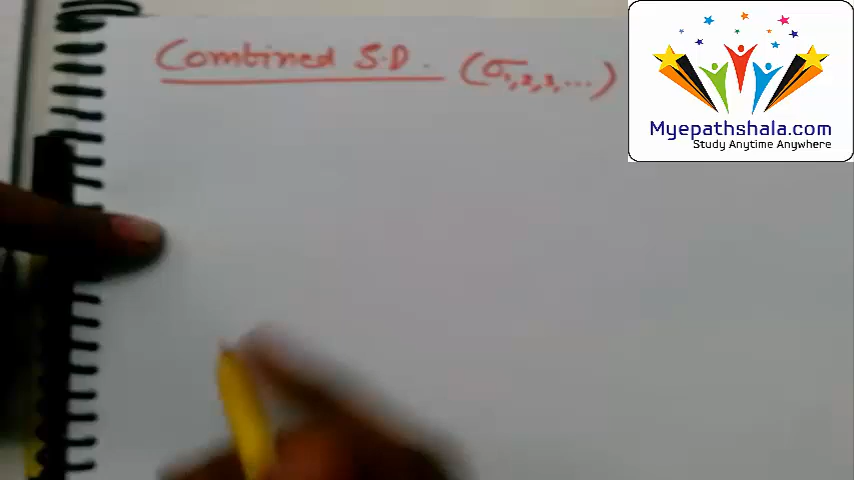 Combined S.D. (σ1,2,3,...)
Myepathshala.com
Study Anytime Anywhere